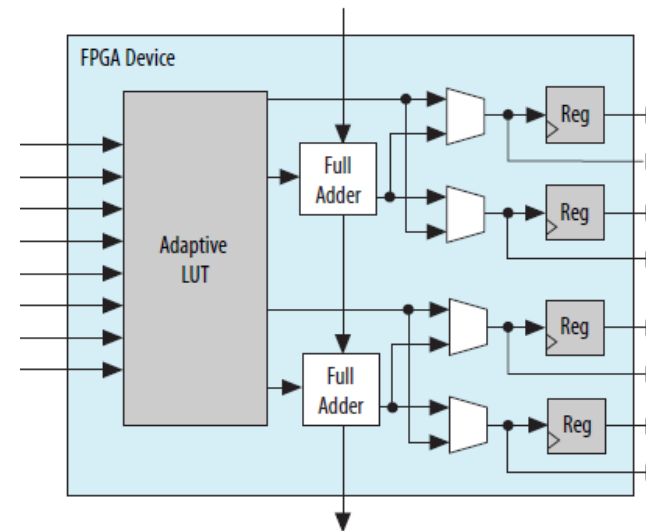 FPGA Device
Adaptive
LUT
Full
Adder
Full
Adder
Reg
Reg
Reg
Reg